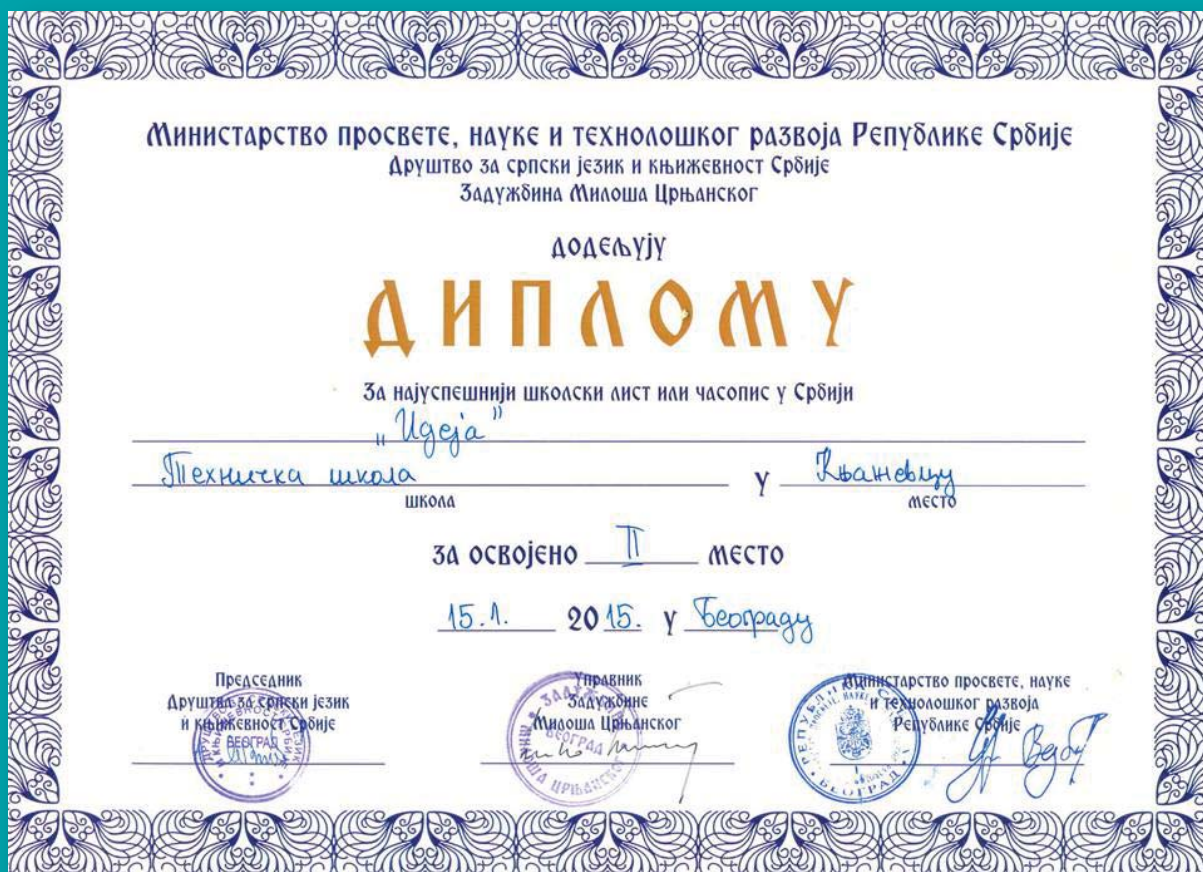 Министарство просвете, науке и технолошког развоја Републике Србије
Друштво за српски језик и књижевност Србије
Задужбина Милоша Црњанског
додељују
ДИПЛОМУ
За најуспешнији школски лист или часопис у Србији
„Идеја”
Техничка школа у Књажевцу
школа место
за освојено II место
15.1. 2015. у Београду
Председник
Друштва за српски језик
и књижевност Србије
Управник
Задужбине
Милоша Црњанског
Министарство просвете, науке
и технолошког развоја
Републике Србије
БЕОГРАД
БЕОГРАД
БЕОГРАД